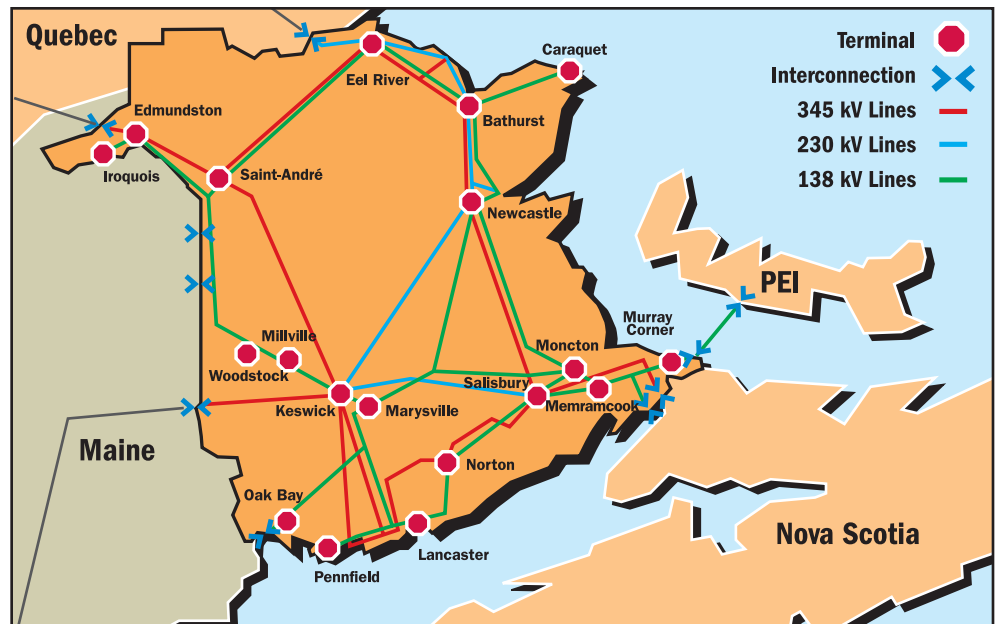 Quebec
Caraquet
Terminal
Eel River
Interconnection
Edmundston
345 kV Lines
Bathurst
230 kV Lines
Iroquois
Saint-André
138 kV Lines
Newcastle
PEI
Murray
Corner
Millville
Moncton
Woodstock
Salisbury
Keswick
Marysville
Memramcook
Maine
Norton
Oak Bay
Nova Scotia
Lancaster
Pennfield